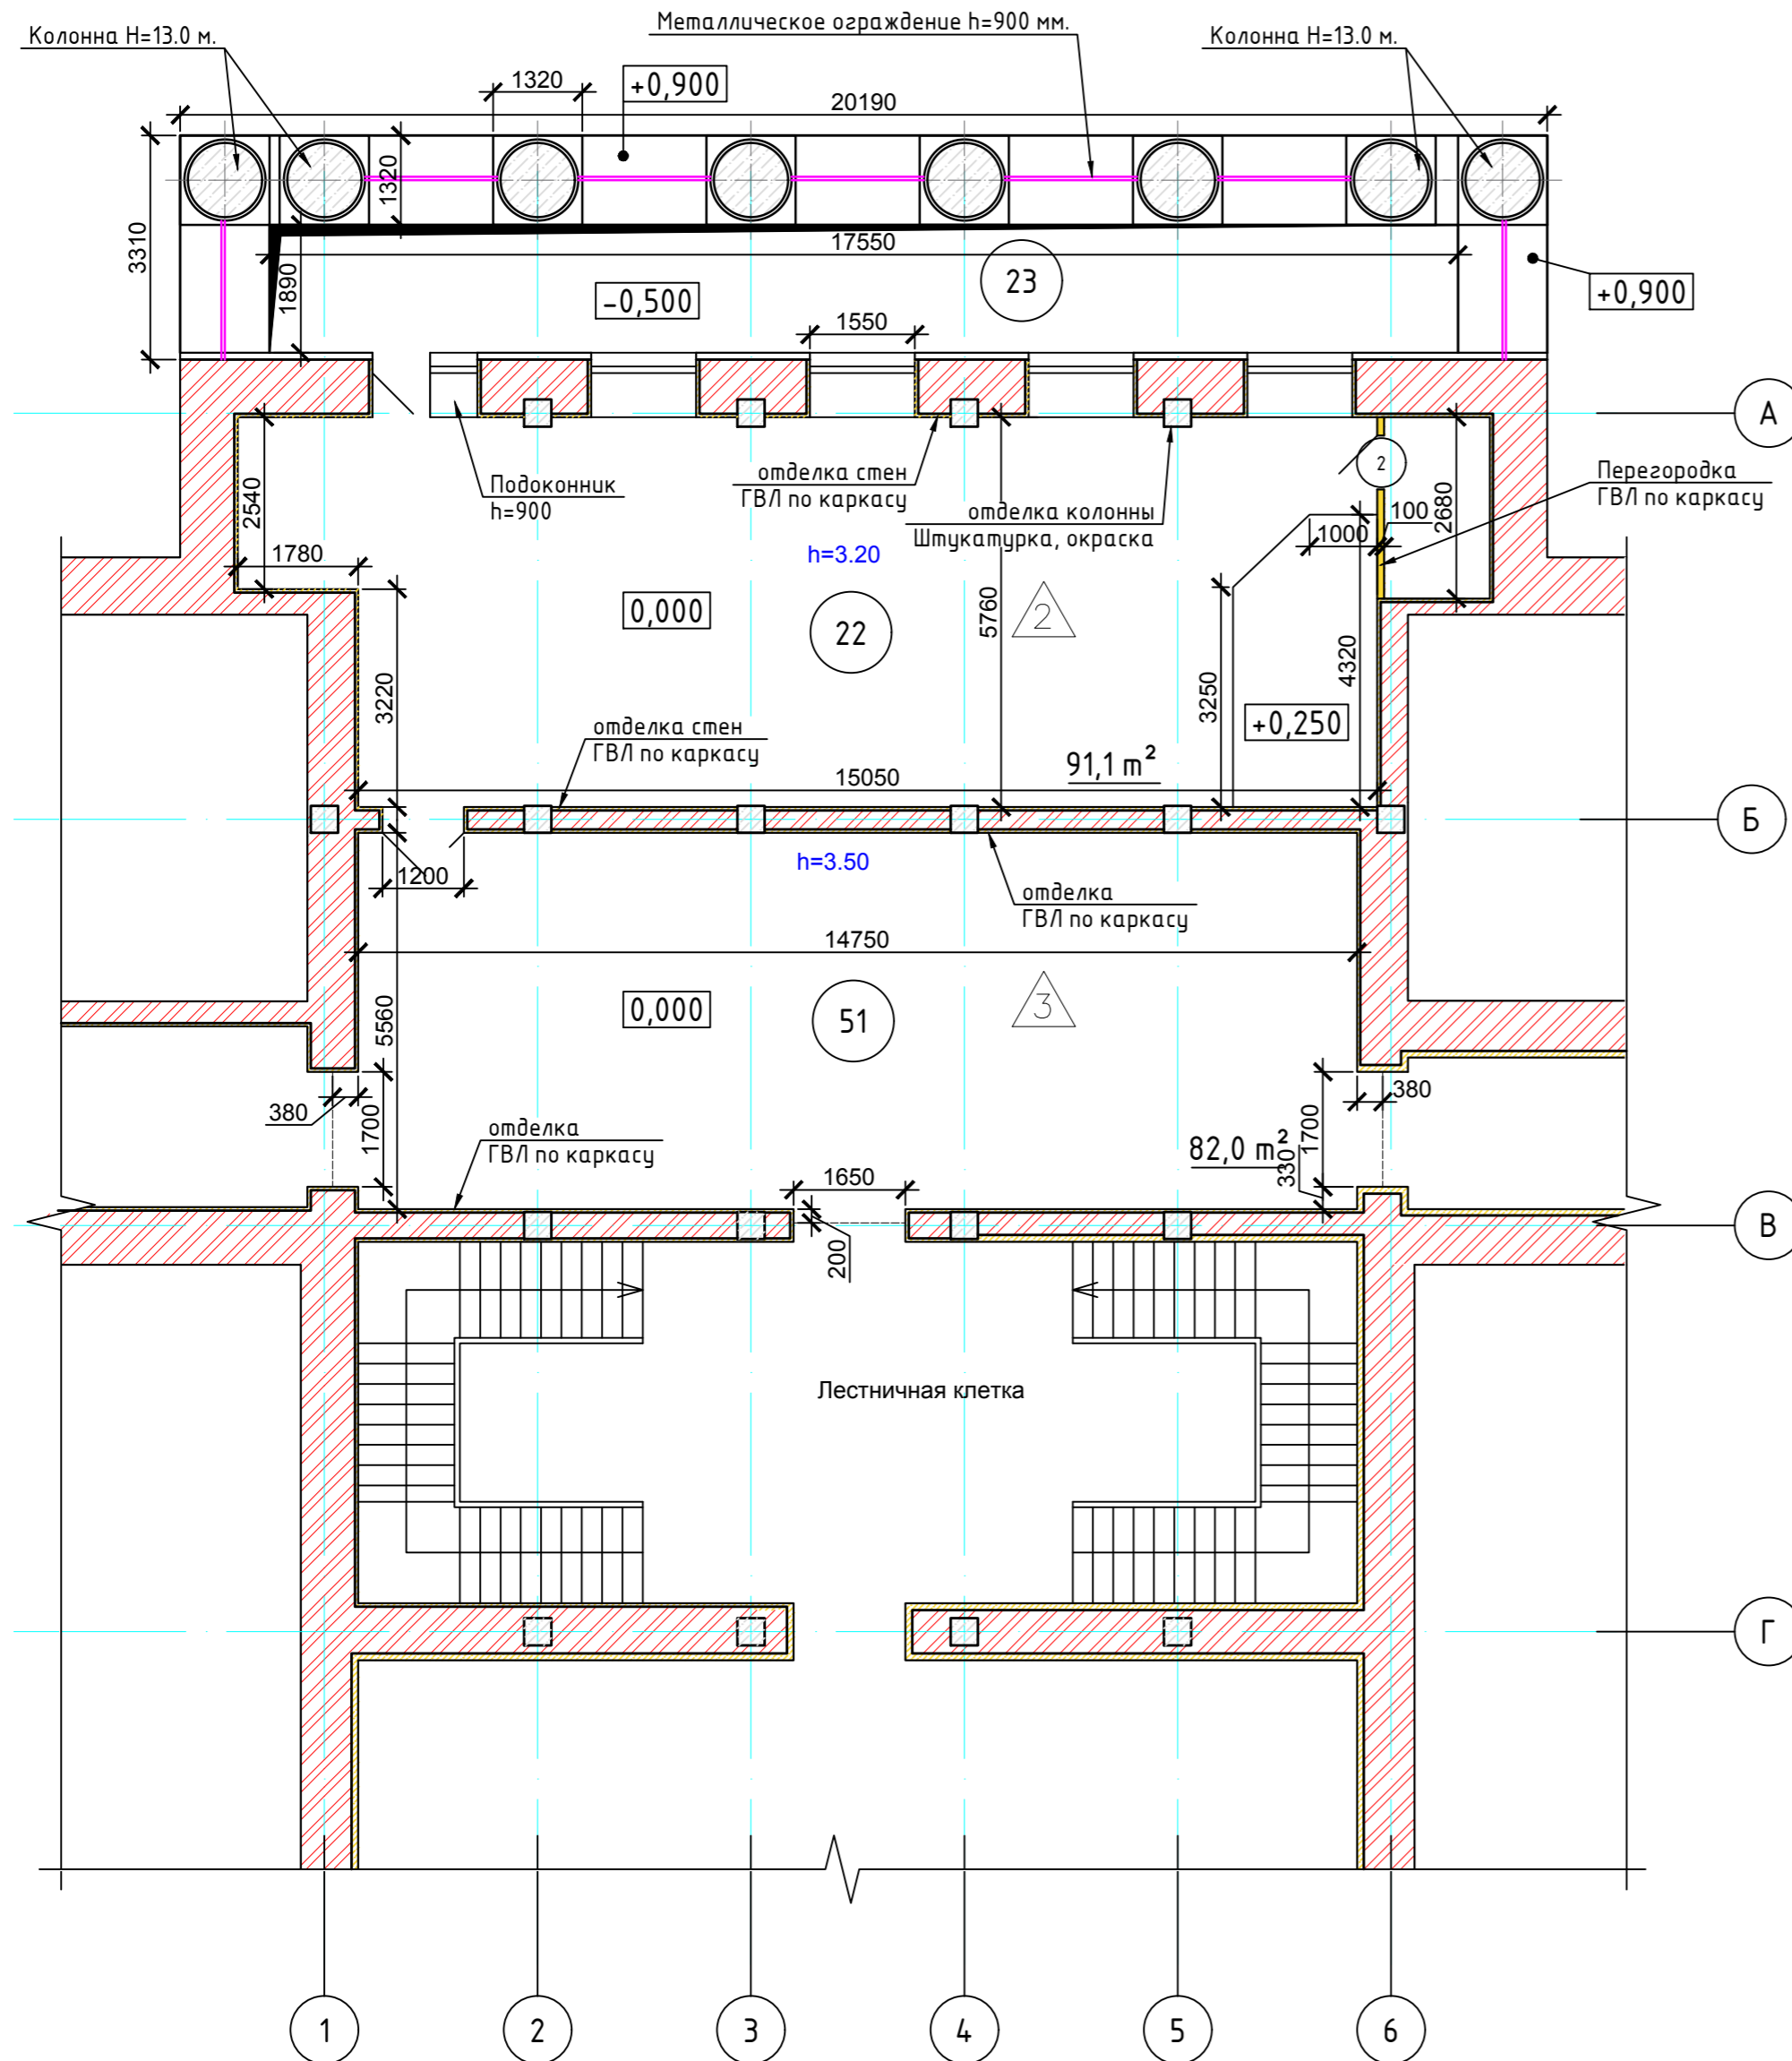 Металлическое ограждение h=900 мм.
Колонна Н=13.0 м.
Колонна Н=13.0 м.
1320
+0,900
20190
1320
3310
17550
23
1890
-0,500
+0,900
1550
А
2
Подоконник
h=900
отделка стен
ГВЛ по каркасу
Перегородка
ГВЛ по каркасу
2540
отделка колонны
Штукатурка, окраска
1000
100
2680
1780
h=3.20
0,000
22
5760
2
4320
3220
3250
отделка стен
ГВЛ по каркасу
+0,250
91,1 m²
15050
Б
h=3.50
1200
отделка
ГВЛ по каркасу
14750
0,000
51
3
5560
380
1700
отделка
ГВЛ по каркасу
380
1700
82,0 m²
330
1650
В
200
Лестничная клетка
Г
1
2
3
4
5
6